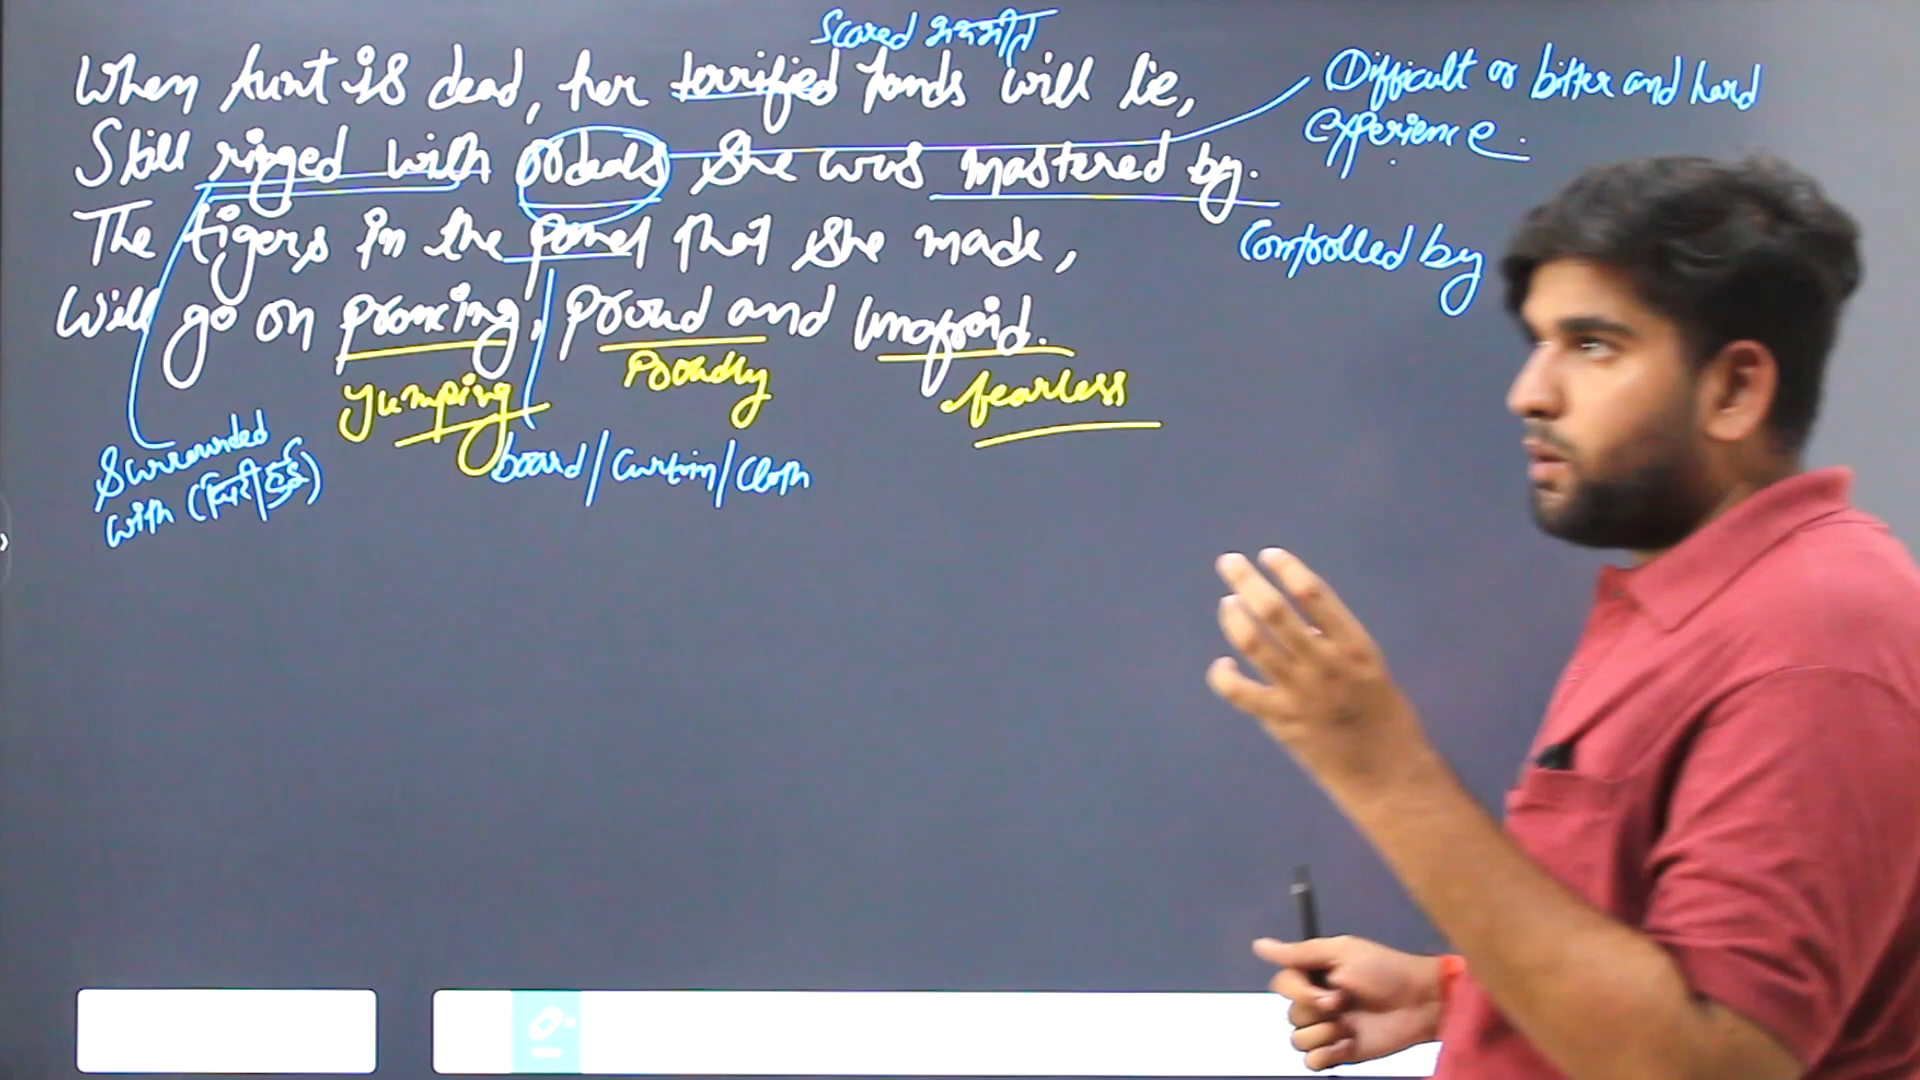 Scared भयभीत
When Aunt is dead, her terrified hands will lie,
Still ringed with ordeals she was mastered by.
The tigers in the panel that she made,
Will go on prancing, proud and unafraid.
Difficult or bitter and hard
experience.
Controlled by
Jumping
Proudly
fearless
Surrounded
with (घिरी हुई)
board/Curtain/Cloth